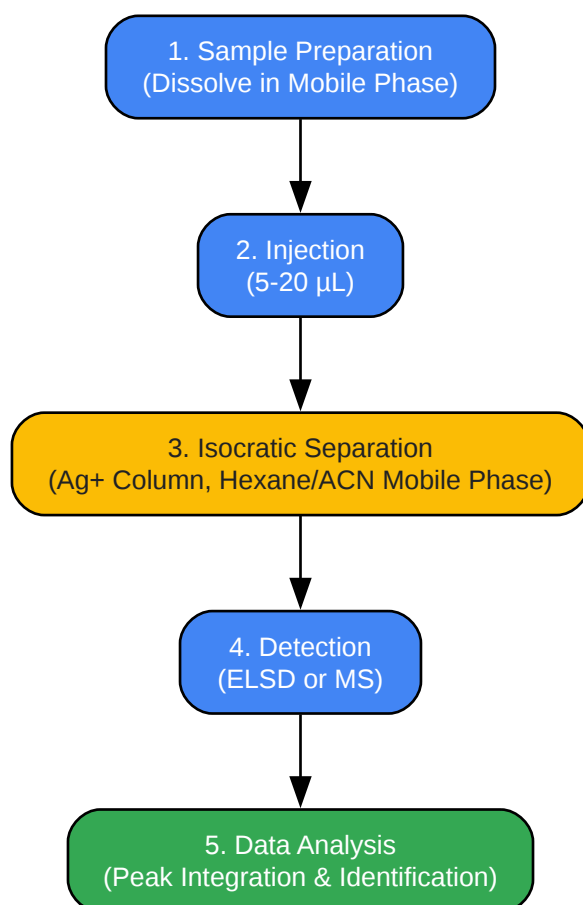 1. Sample Preparation
(Dissolve in Mobile Phase)
2. Injection
(5-20 µL)
3. Isocratic Separation
(Ag+ Column, Hexane/ACN Mobile Phase)
4. Detection
(ELSD or MS)
5. Data Analysis
(Peak Integration & Identification)